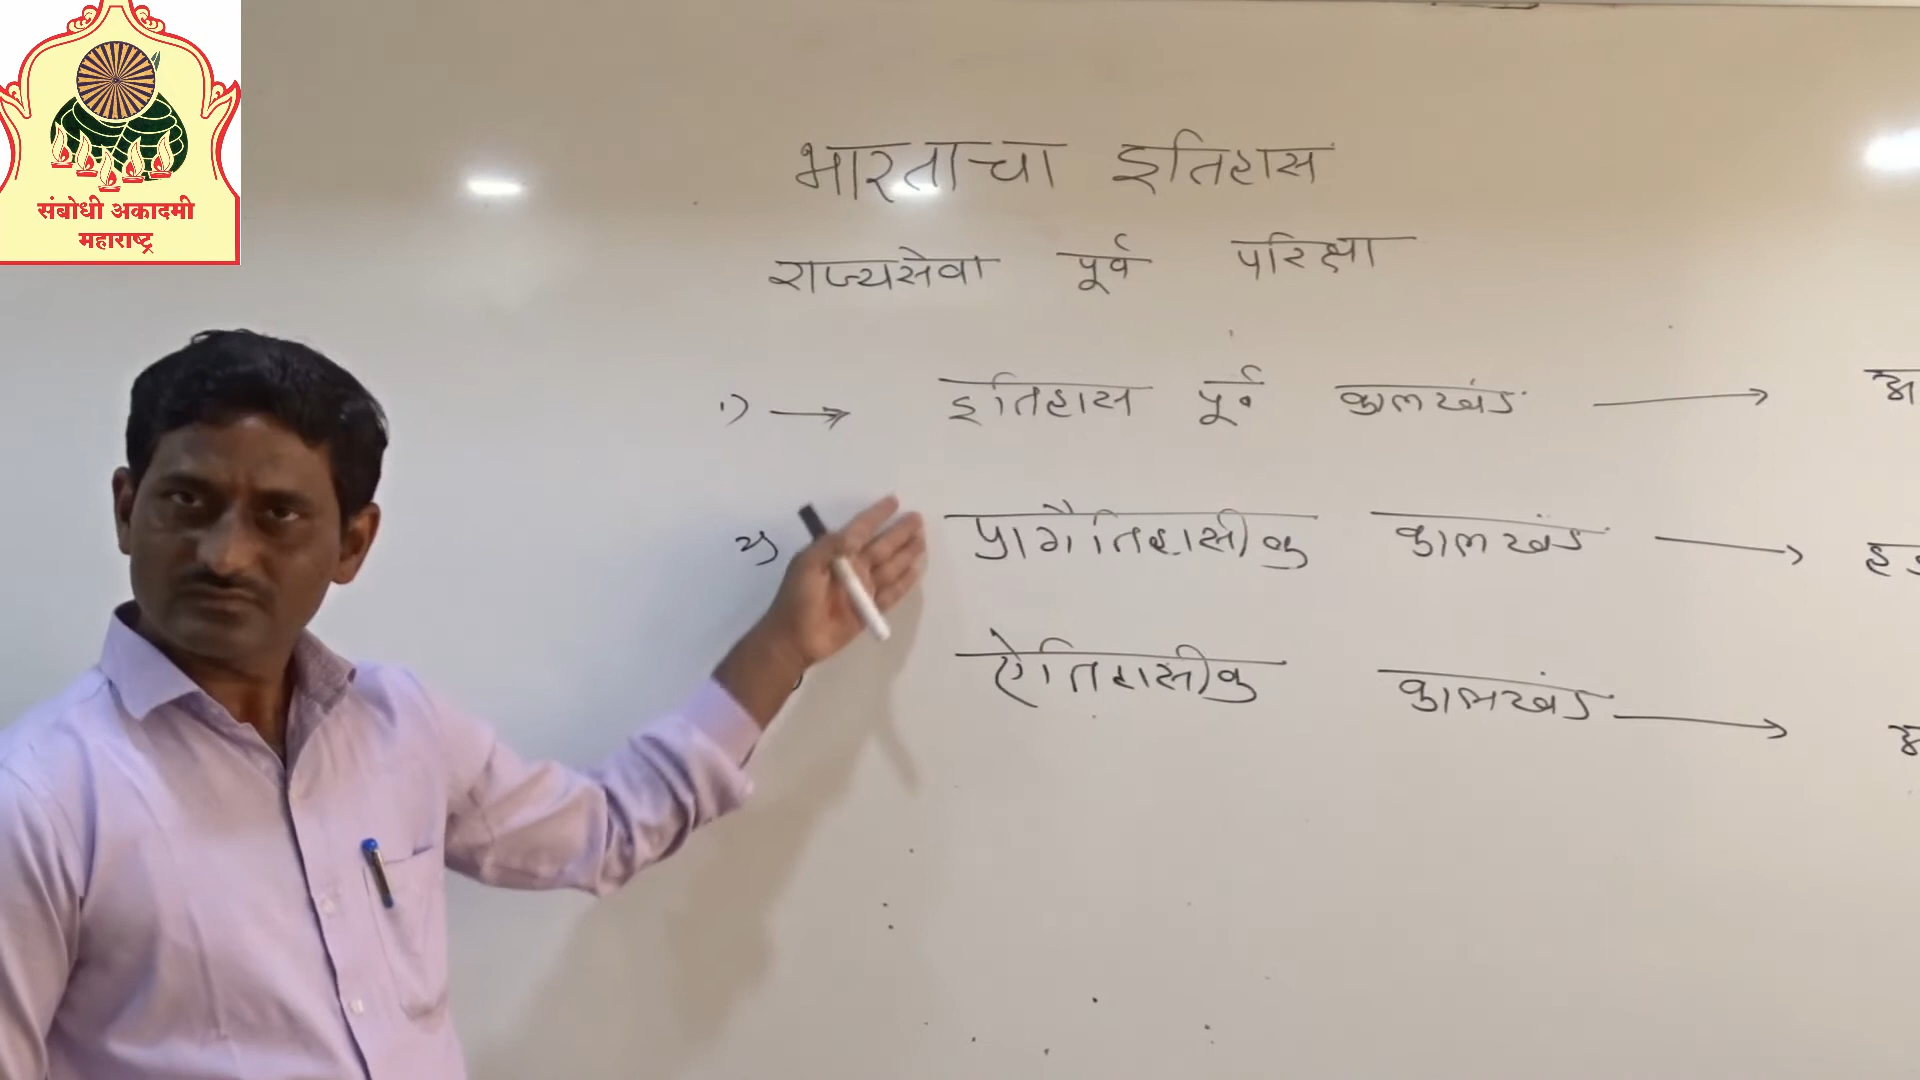 संबोधी अकादमी
महाराष्ट्र
भारताचा इतिहास
राज्यसेवा पूर्व परिक्षा
१) → इतिहास पूर्व कालखंड →
२) प्रागैतिहासीक कालखंड →
ऐतिहासीक कालखंड →